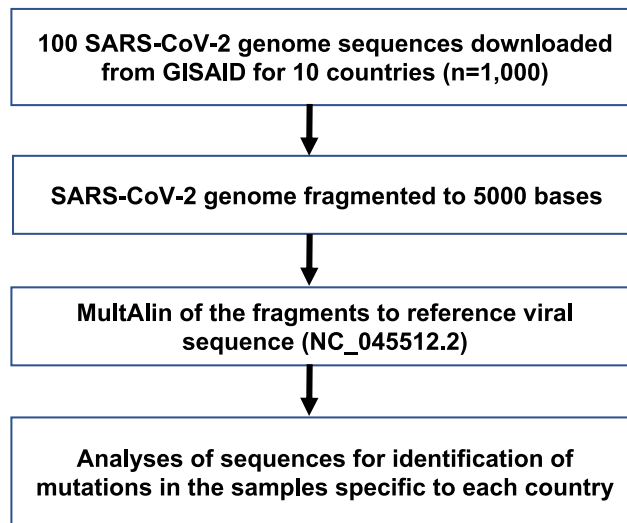 100 SARS-CoV-2 genome sequences downloaded
from GISAID for 10 countries (n=1,000)
SARS-CoV-2 genome fragmented to 5000 bases
MultAlin of the fragments to reference viral
sequence (NC_045512.2)
Analyses of sequences for identification of
mutations in the samples specific to each country